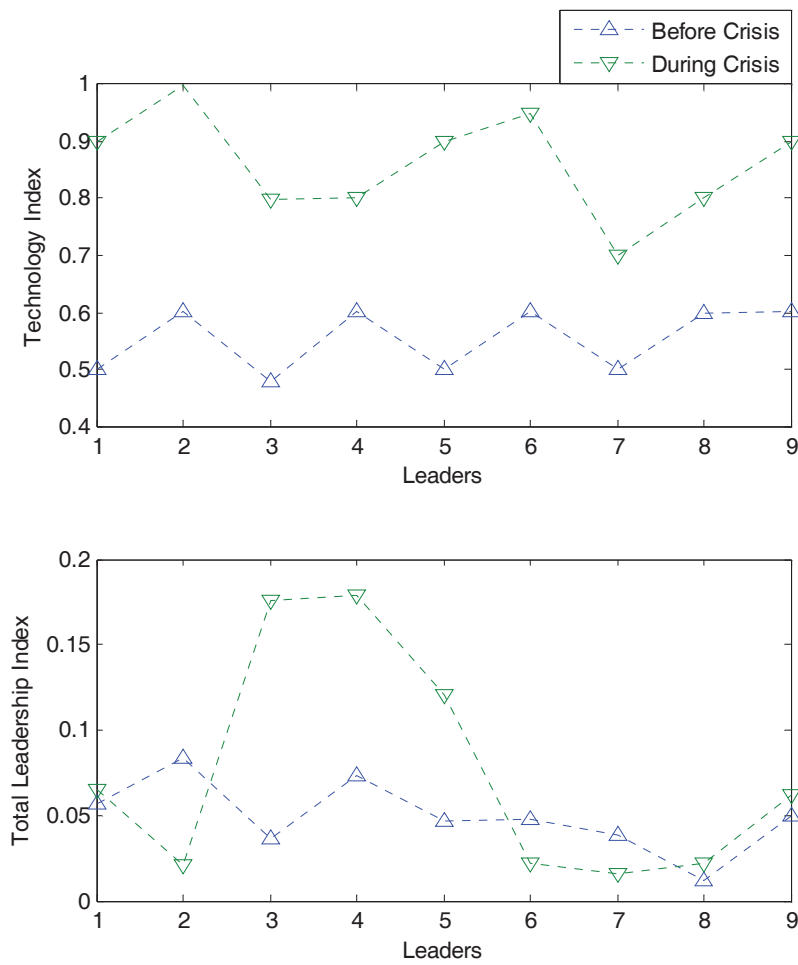 Before Crisis
During Crisis
1
0.9
0.8
0.7
0.6
0.5
0.4
Technology Index
1 2 3 4 5 6 7 8 9
Leaders
0.2
0.15
0.1
0.05
0
Total Leadership Index
1 2 3 4 5 6 7 8 9
Leaders